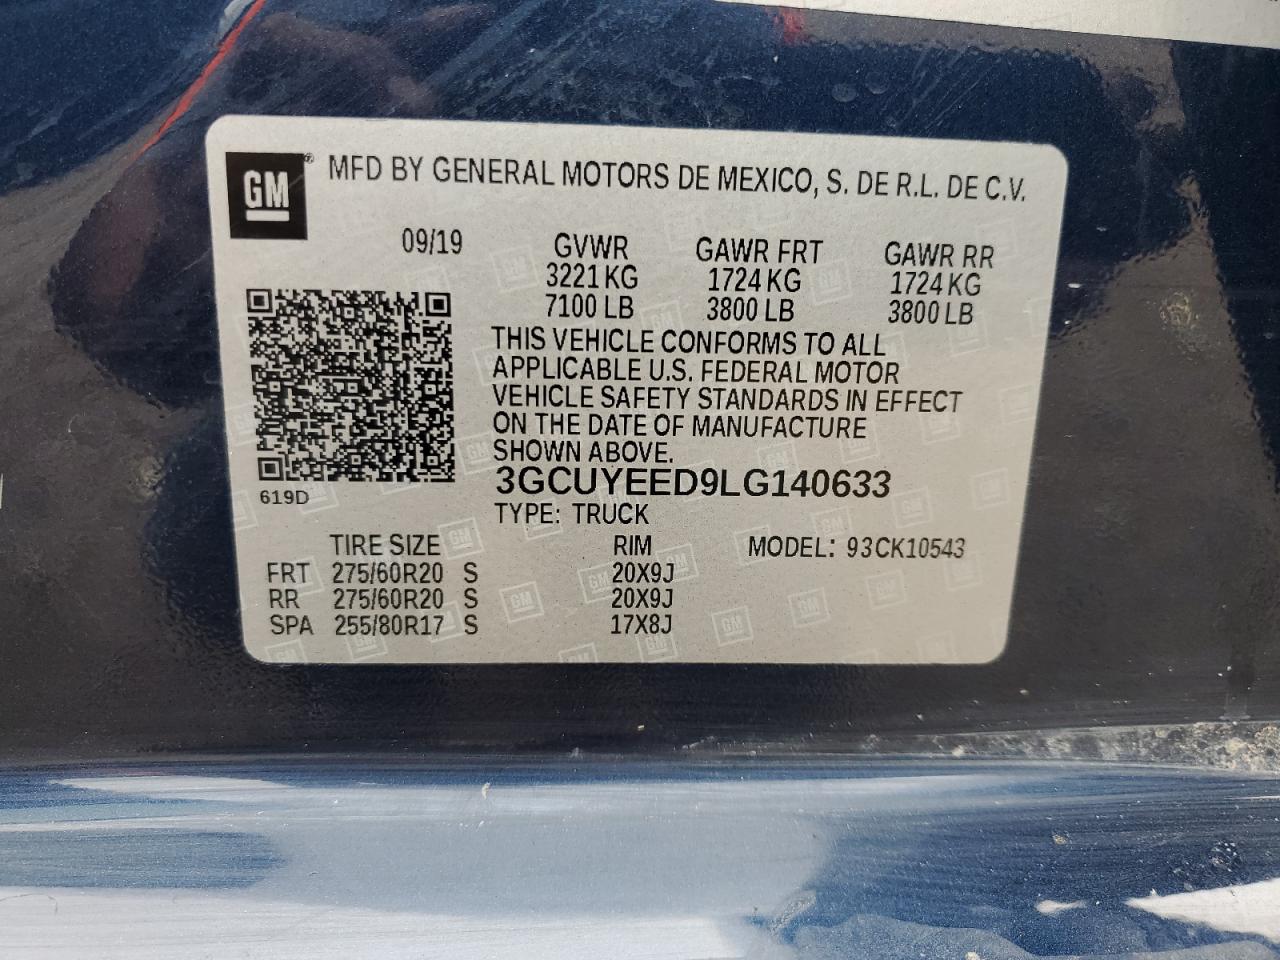 GM ® MFD BY GENERAL MOTORS DE MEXICO, S. DE R.L. DE C.V.
09/19 GVWR GAWR FRT GAWR RR
3221 KG 1724 KG 1724 KG
7100 LB 3800 LB 3800 LB
THIS VEHICLE CONFORMS TO ALL
APPLICABLE U.S. FEDERAL MOTOR
VEHICLE SAFETY STANDARDS IN EFFECT
ON THE DATE OF MANUFACTURE
SHOWN ABOVE.
619D
3GCUYEED9LG140633
TYPE: TRUCK
TIRE SIZE RIM MODEL: 93CK10543
FRT 275/60R20 S 20X9J
RR 275/60R20 S 20X9J
SPA 255/80R17 S 17X8J